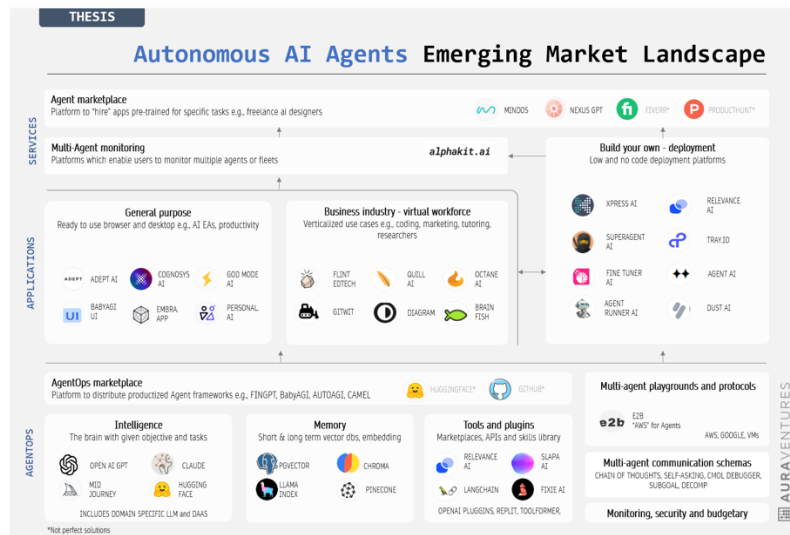 THESIS
Autonomous AI Agents Emerging Market Landscape
SERVICES
Agent marketplace
Platform to "hire" apps pre-trained for specific tasks e.g., freelance ai designers
MINDOS
NEXUS GPT
FIVERR*
PRODUCTHUNT*
Multi-Agent monitoring
Platforms which enable users to monitor multiple agents or fleets
alphakit.ai
Build your own - deployment
Low and no code deployment platforms
XPRESS AI
RELEVANCE
AI
SUPERAGENT
AI
TRAY.IO
FINE TUNER
AI
AGENT AI
AGENT
RUNNER AI
DUST AI
APPLICATIONS
General purpose
Ready to use browser and desktop e.g., AI EAs, productivity
ADEPT
ADEPT AI
COGNOSYS
AI
GOD MODE
AI
UI
BABYAGI
UI
EMBRA.
APP
PERSONAL
AI
Business industry - virtual workforce
Verticalized use cases e.g., coding, marketing, tutoring,
researchers
FLINT
EDTECH
QUILL
AI
OCTANE
AI
GITWIT
DIAGRAM
BRAIN
FISH
AGENTOPS
AgentOps marketplace
Platform to distribute productized Agent frameworks e.g., FINGPT, BabyAGI, AUTOAGI, CAMEL
HUGGINGFACE*
GITHUB*
Intelligence
The brain with given objective and tasks
OPEN AI GPT
CLAUDE
MID
JOURNEY
HUGGING
FACE
INCLUDES DOMAIN SPECIFIC LLM and DAAS
Memory
Short & long term vector dbs, embedding
PGVECTOR
CHROMA
LLAMA
INDEX
PINECONE
Tools and plugins
Marketplaces, APIs and skills library
RELEVANCE
AI
SLAPA
AI
LANGCHAIN
FIXIE AI
OPENAI PLUGGINS, REPLIT, TOOLFORMER,
Multi-agent playgrounds and protocols
e2b
E2B
"AWS" for Agents
AWS, GOOGLE, VMs
Multi-agent communication schemas
CHAIN OF THOUGHTS, SELF-ASKING, CMOL DEBUGGER,
SUBGOAL, DECOMP
Monitoring, security and budgetary
*Not perfect solutions
AURAVENTURES